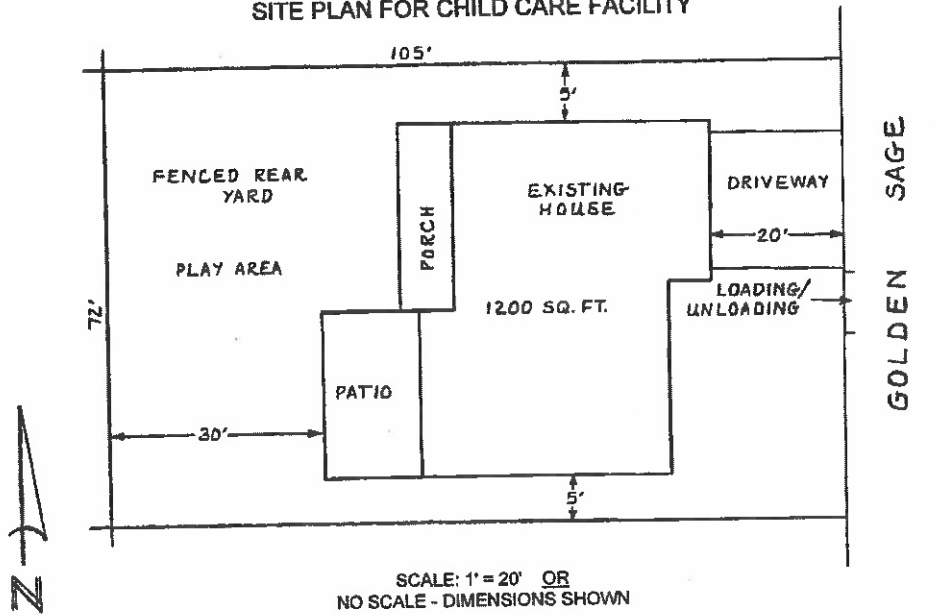 SITE PLAN FOR CHILD CARE FACILITY
105'
5'
FENCED REAR
YARD
PLAY AREA
PORCH
EXISTING
HOUSE
DRIVEWAY
20'
LOADING/
UNLOADING
1200 SQ. FT.
72'
PATIO
30'
5'
GOLDEN SAGE
N
SCALE: 1' = 20' OR
NO SCALE - DIMENSIONS SHOWN